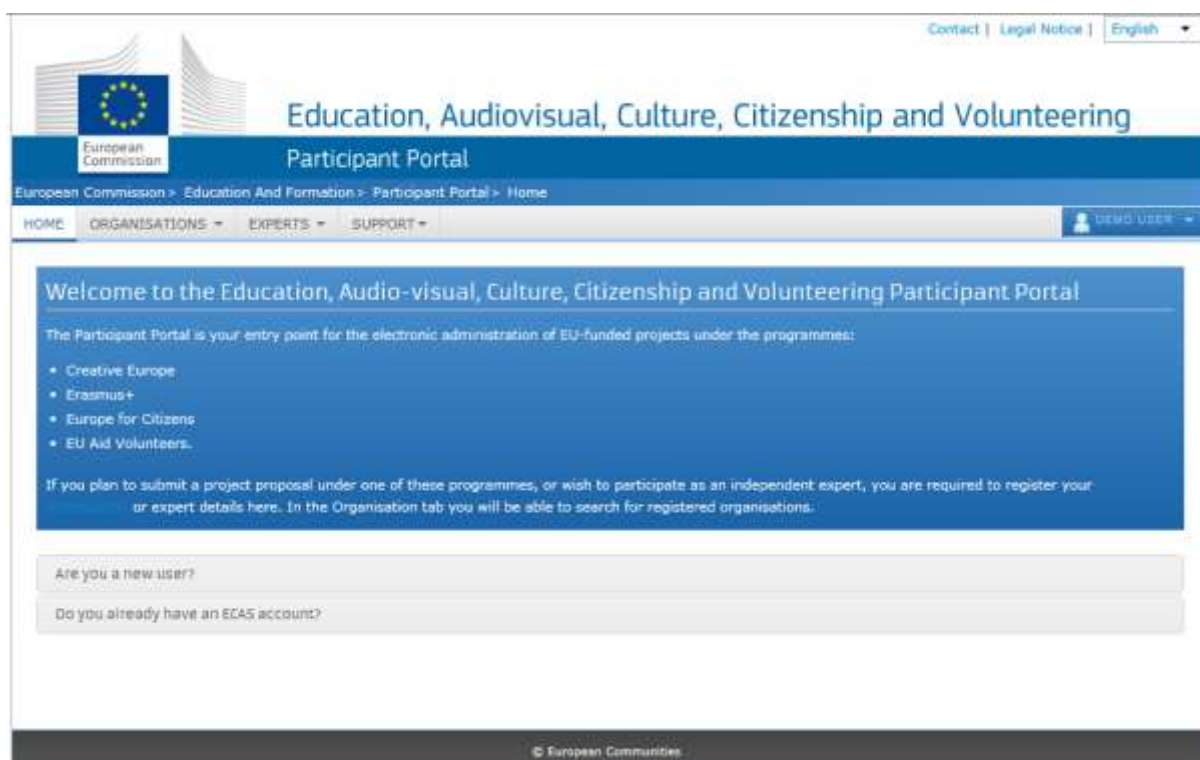 Contact | Legal Notice | English
Education, Audiovisual, Culture, Citizenship and Volunteering
European
Commission
Participant Portal
European Commission > Education And Formation > Participant Portal > Home
HOME ORGANISATIONS EXPERTS SUPPORT DEMO USER
Welcome to the Education, Audio-visual, Culture, Citizenship and Volunteering Participant Portal
The Participant Portal is your entry point for the electronic administration of EU-funded projects under the programmes:
• Creative Europe
• Erasmus+
• Europe for Citizens
• EU Aid Volunteers.
If you plan to submit a project proposal under one of these programmes, or wish to participate as an independent expert, you are required to register your
or expert details here. In the Organisation tab you will be able to search for registered organisations.
Are you a new user?
Do you already have an ECAS account?
© European Communities